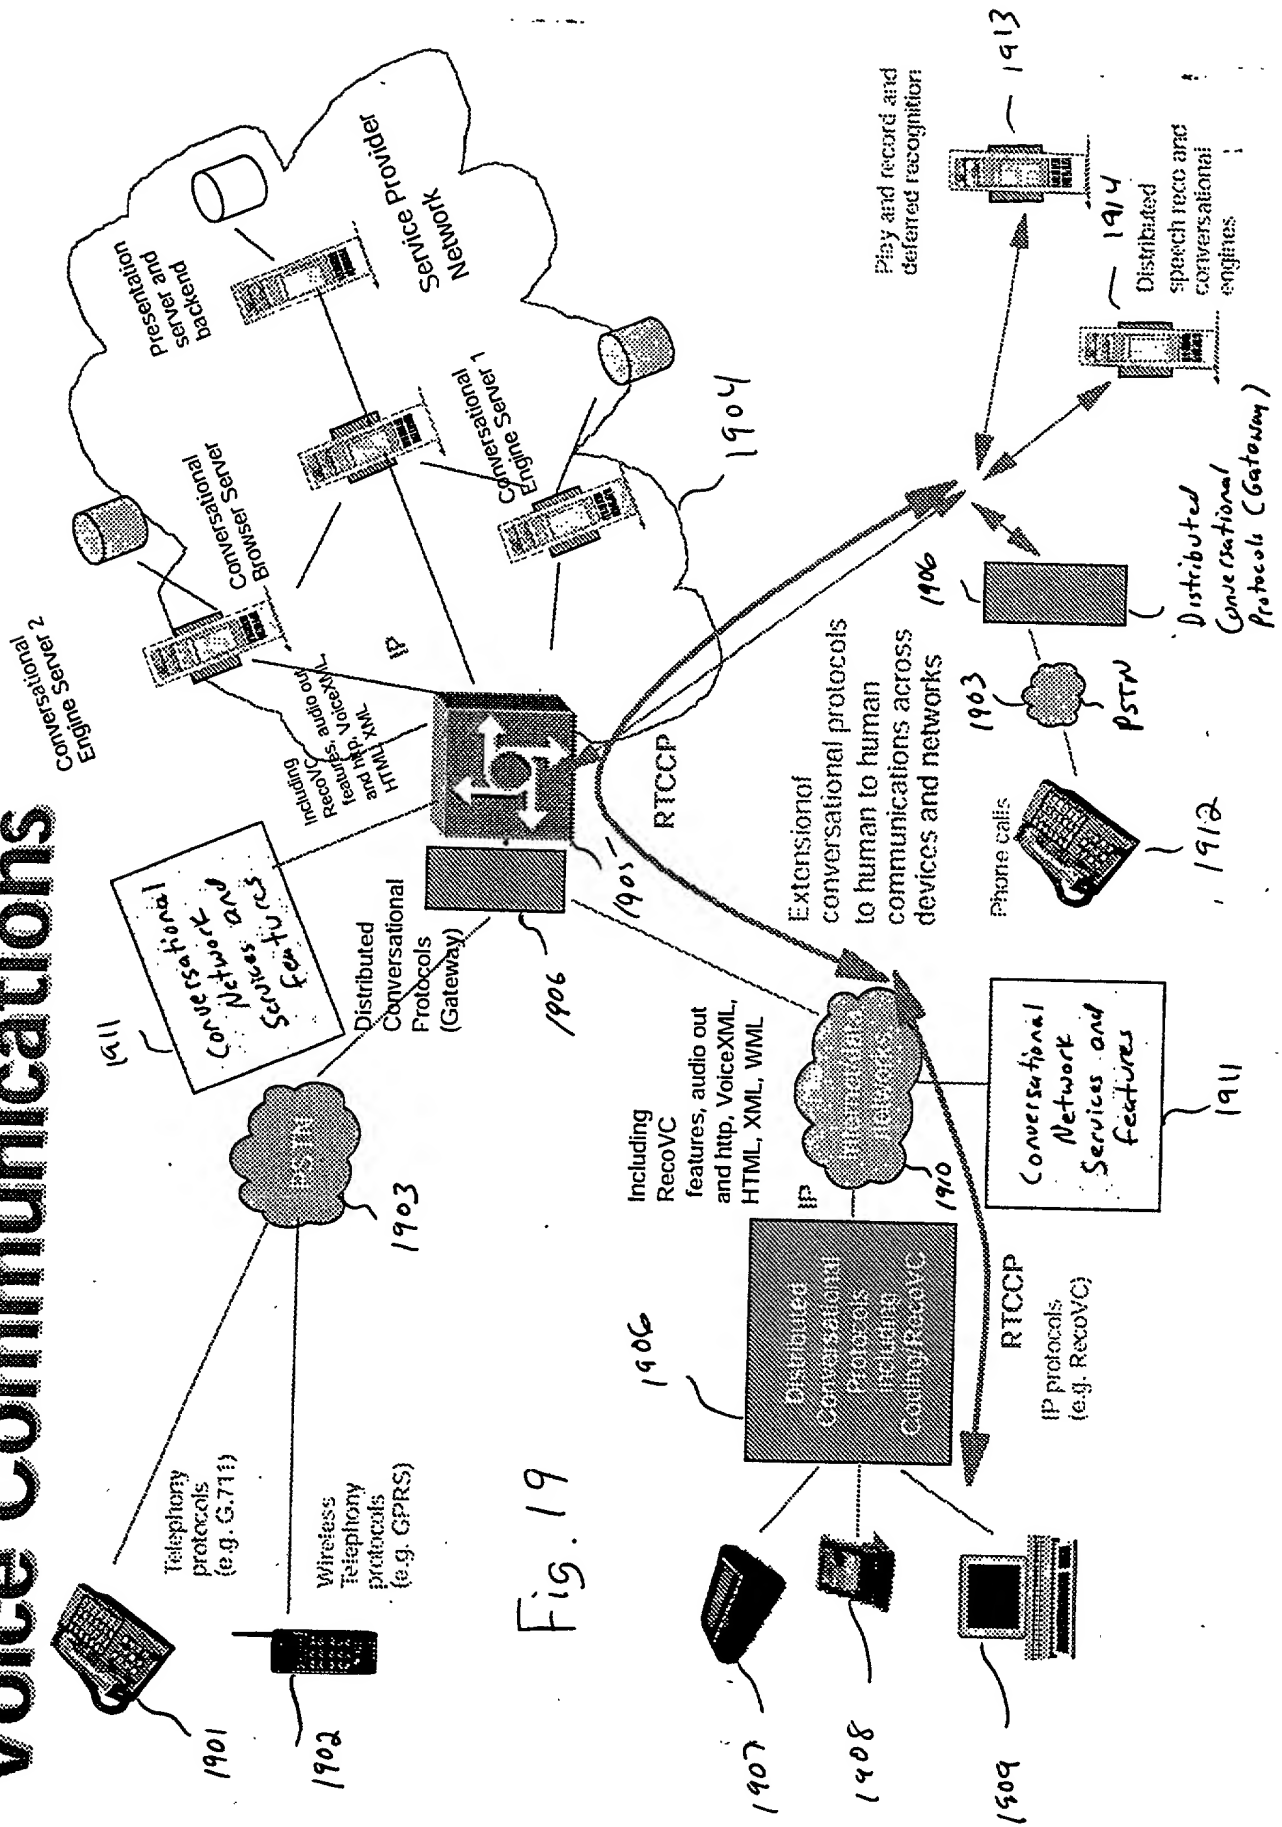 Voice Communications
1901
1902
Telephony
protocols
(e.g. G.711)
Wireless
Telephony
protocols
(e.g. GPRS)
PSTN
1903
1911
Conversational
Network
Services and
features
Distributed
Conversational
Protocols
(Gateway)
1906
1905
Conversational
Engine Server 2
Conversational
Browser Server
Including
RecoVC
features, audio out
and http, VoiceXML,
HTML, XML
IP
Presentation
server and
backend
Service Provider
Network
Conversational
Engine Server 1
1904
RTCCP
Fig. 19
1907
1908
1909
1906
Distributed
Conversational
Protocols
including
Coding/RecoVC
Including
RecoVC
features, audio out
and http, VoiceXML,
HTML, XML, WML
IP
1910
RTCCP
IP protocols
(e.g. RecoVC)
Conversational
Network
Services and
features
1911
Extension of
conversational protocols
to human to human
communications across
devices and networks
Phone calls
1912
1903
PSTN
1906
Distributed
Conversational
Protocols (Gateway)
Play and record and
deferred recognition
1913
1914
Distributed
speech reco and
conversational
engines